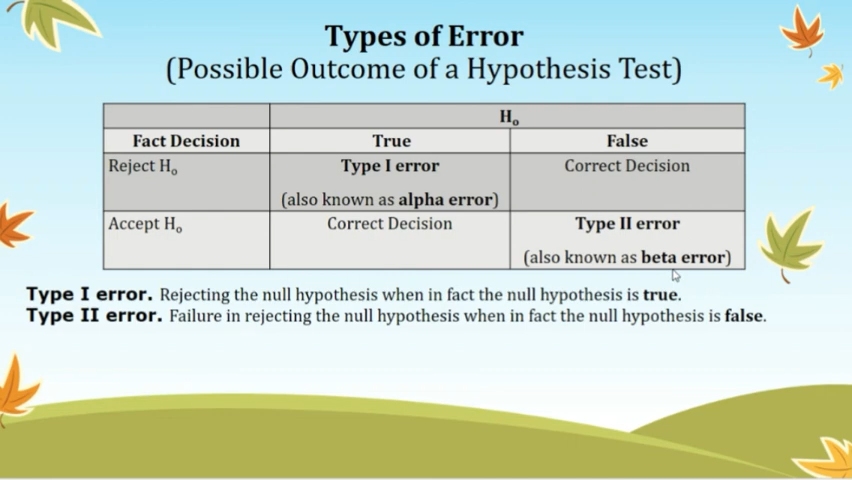 Types of Error
(Possible Outcome of a Hypothesis Test)
Ho
Fact Decision True False
Reject Ho Type I error Correct Decision
(also known as alpha error)
Accept Ho Correct Decision Type II error
(also known as beta error)
Type I error. Rejecting the null hypothesis when in fact the null hypothesis is true.
Type II error. Failure in rejecting the null hypothesis when in fact the null hypothesis is false.